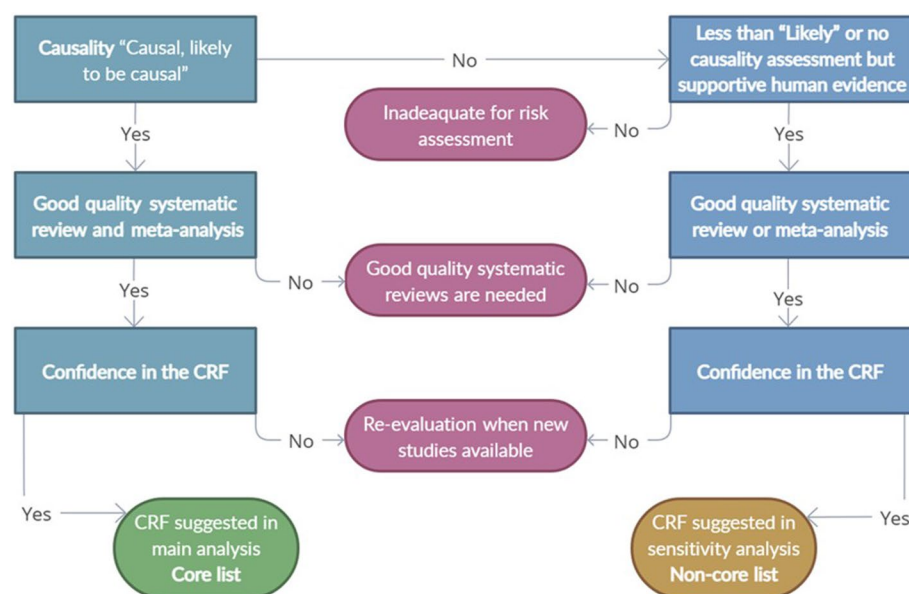 Causality “Causal, likely
to be causal”
No
Less than “Likely” or no
causality assessment but
supportive human evidence
Inadequate for risk
assessment
No
Yes
Yes
Good quality systematic
review and meta-analysis
Good quality systematic
review or meta-analysis
No
Good quality systematic
reviews are needed
No
Yes
Yes
Confidence in the CRF
Confidence in the CRF
No
Re-evaluation when new
studies available
No
Yes
CRF suggested in
main analysis
Core list
CRF suggested in
sensitivity analysis
Non-core list
Yes